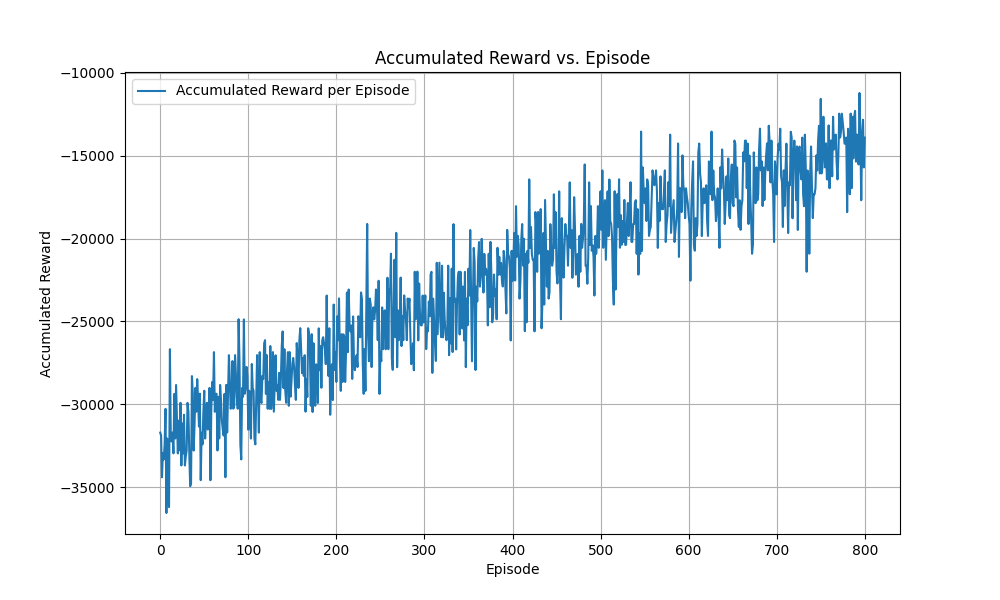 Accumulated Reward vs. Episode
Accumulated Reward per Episode
−10000
−15000
−20000
−25000
−30000
−35000
Accumulated Reward
0 100 200 300 400 500 600 700 800
Episode